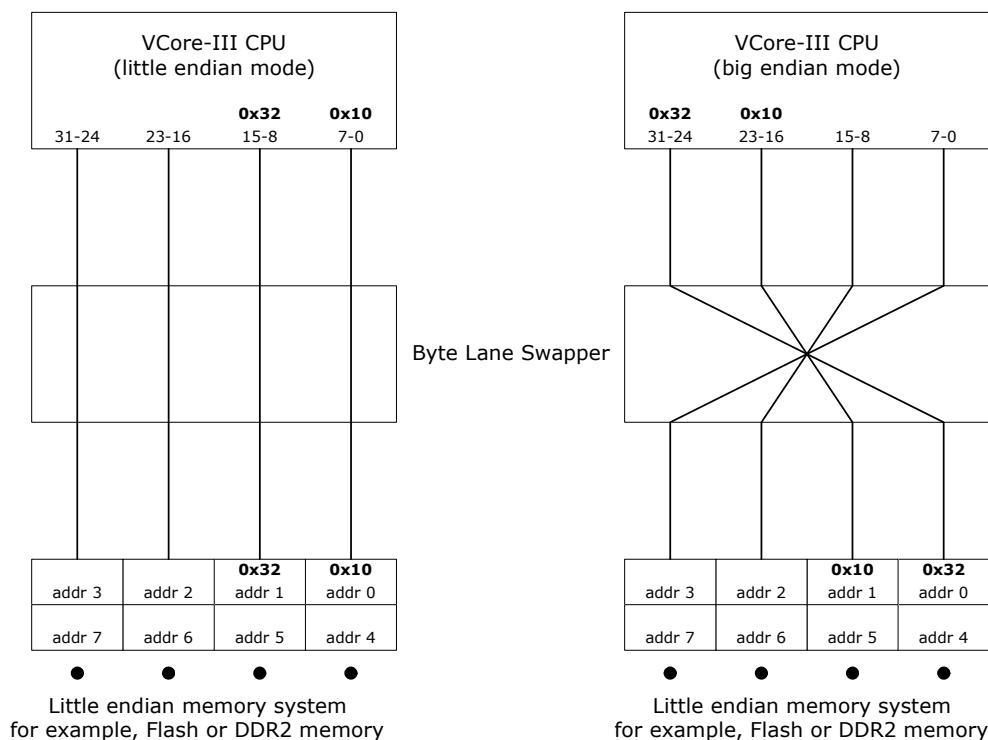 VCore-III CPU
(little endian mode)
0x32 0x10
31-24 23-16 15-8 7-0
VCore-III CPU
(big endian mode)
0x32 0x10
31-24 23-16 15-8 7-0
Byte Lane Swapper
0x32 0x10
addr 3 addr 2 addr 1 addr 0
addr 7 addr 6 addr 5 addr 4
Little endian memory system
for example, Flash or DDR2 memory
0x10 0x32
addr 3 addr 2 addr 1 addr 0
addr 7 addr 6 addr 5 addr 4
Little endian memory system
for example, Flash or DDR2 memory